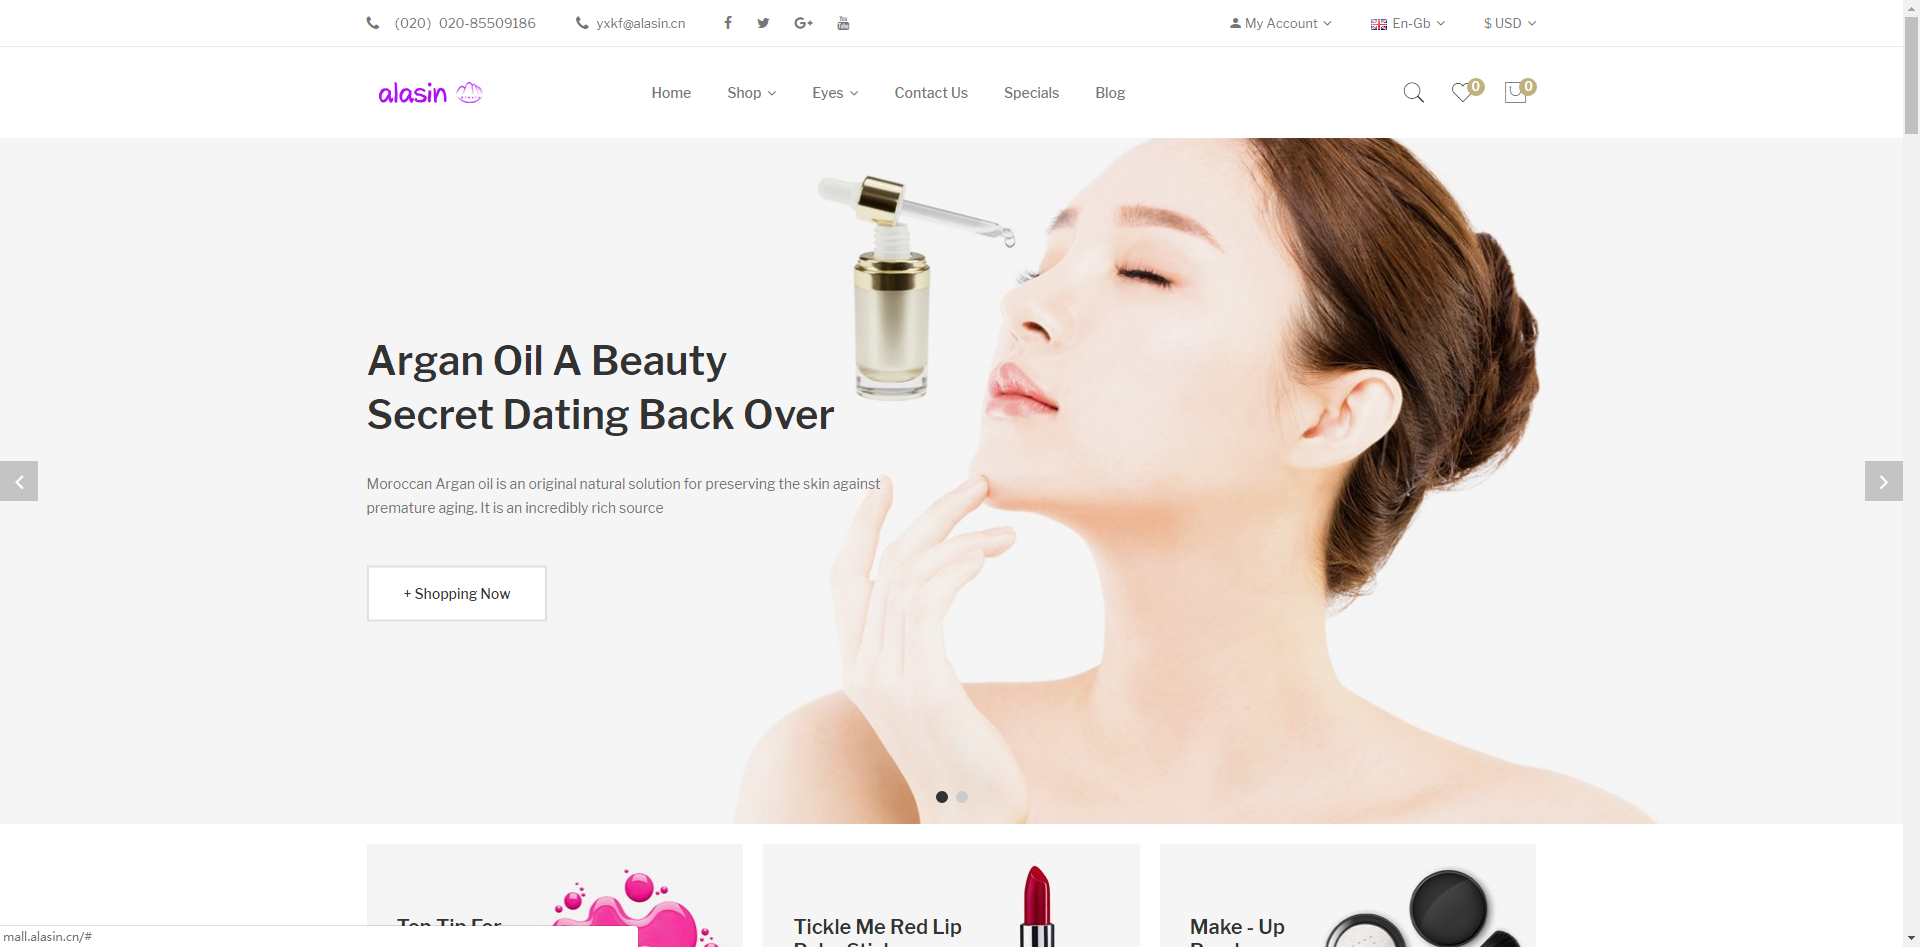 (020) 020-85509186
yxkf@alasin.cn
My Account
En-Gb
$ USD
alasin
Home
Shop
Eyes
Contact Us
Specials
Blog
0
0
Argan Oil A Beauty
Secret Dating Back Over
Moroccan Argan oil is an original natural solution for preserving the skin against
premature aging. It is an incredibly rich source
+ Shopping Now
Top Tip For
Tickle Me Red Lip
Make - Up
mall.alasin.cn/#